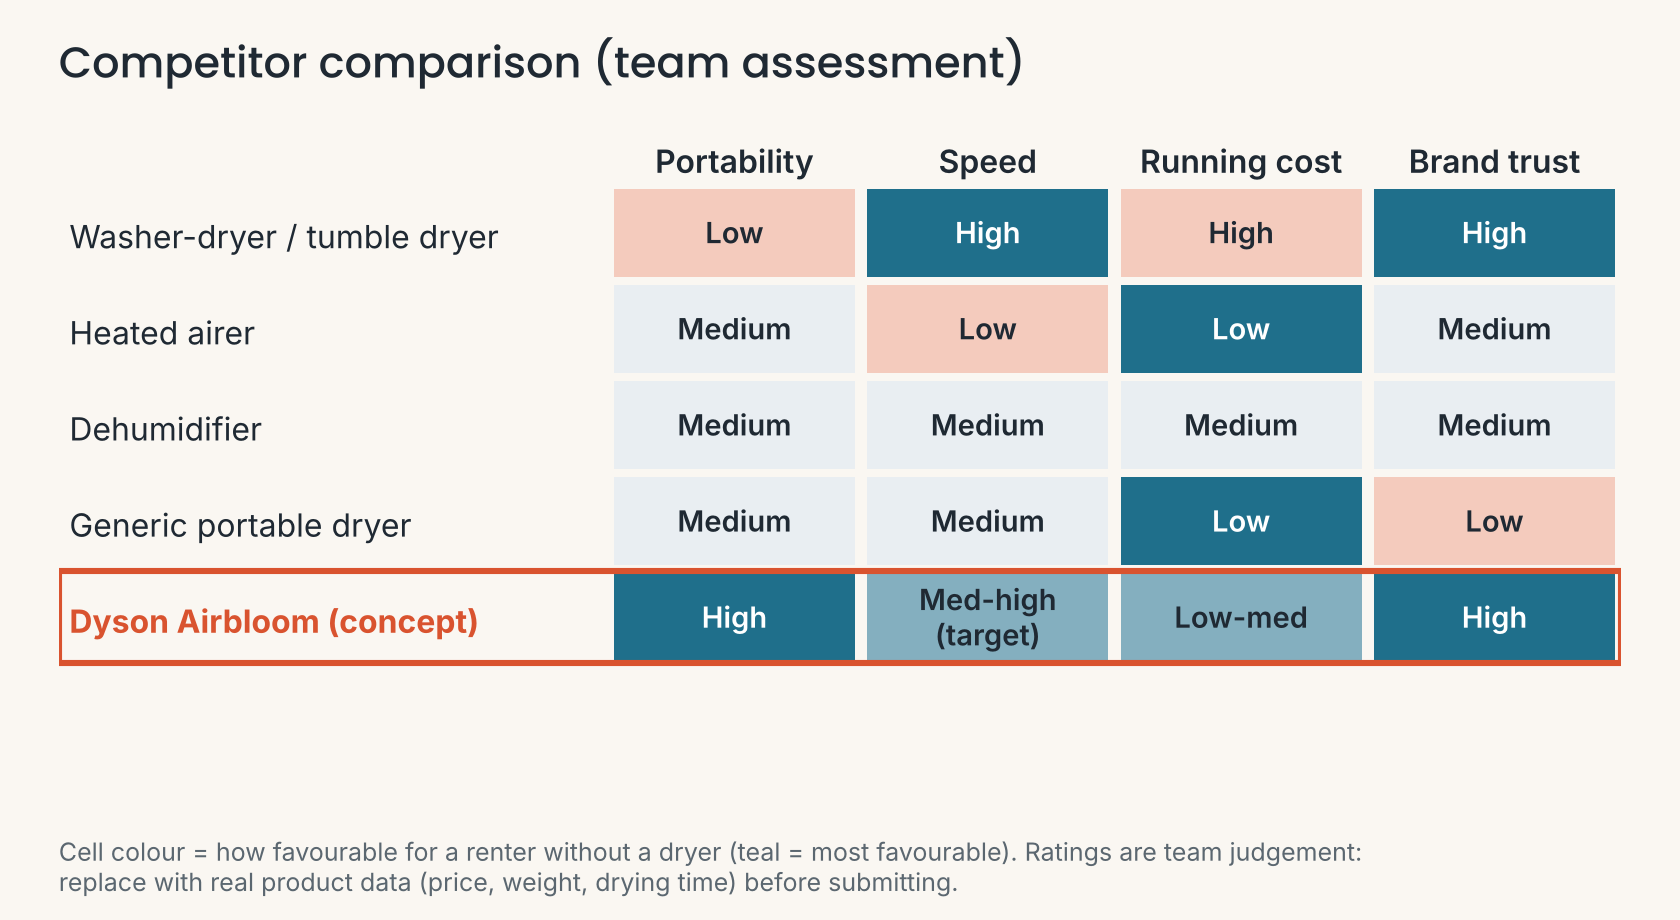 Competitor comparison (team assessment)
Portability Speed Running cost Brand trust
Washer-dryer / tumble dryer Low High High High
Heated airer Medium Low Low Medium
Dehumidifier Medium Medium Medium Medium
Generic portable dryer Medium Medium Low Low
Dyson Airbloom (concept) High Med-high (target) Low-med High
Cell colour = how favourable for a renter without a dryer (teal = most favourable). Ratings are team judgement:
replace with real product data (price, weight, drying time) before submitting.